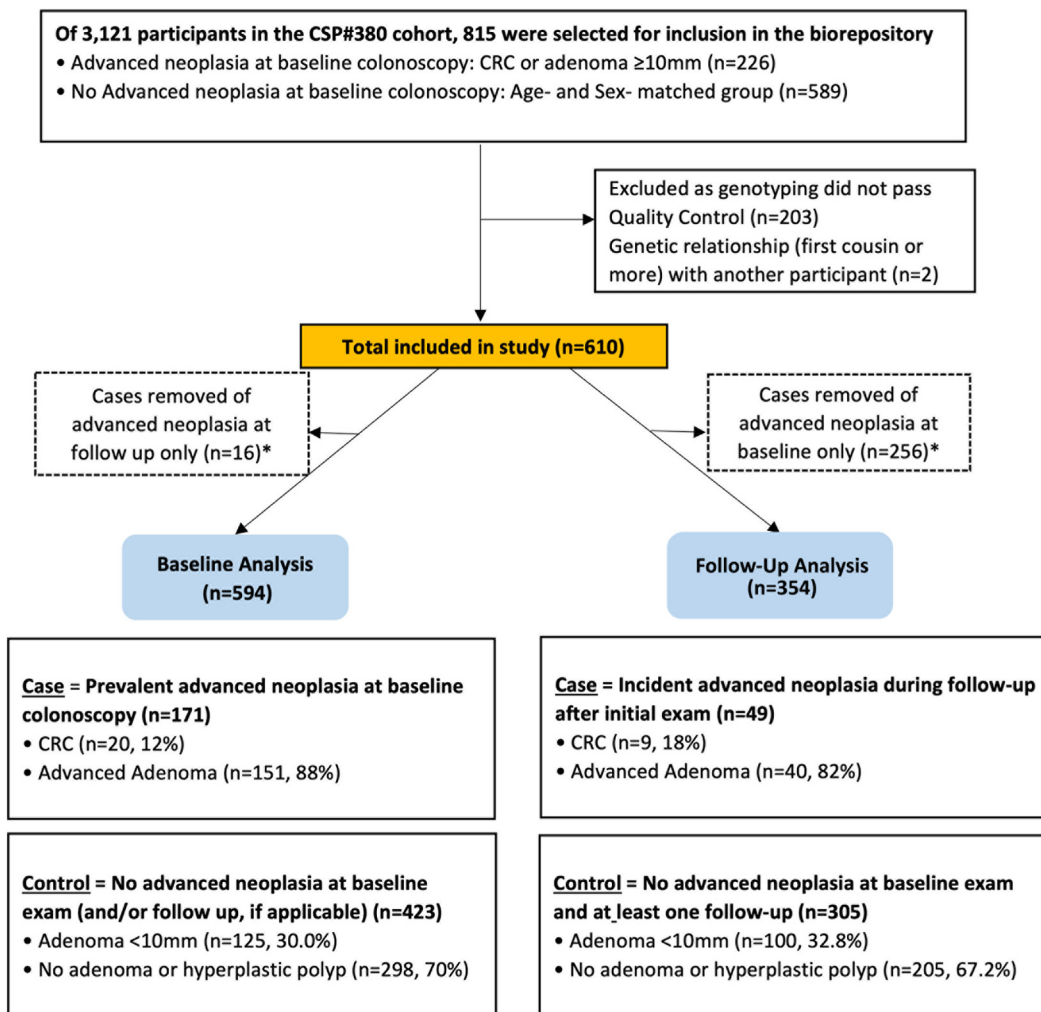 Of 3,121 participants in the CSP#380 cohort, 815 were selected for inclusion in the biorepository
• Advanced neoplasia at baseline colonoscopy: CRC or adenoma ≥10mm (n=226)
• No Advanced neoplasia at baseline colonoscopy: Age- and Sex- matched group (n=589)
Excluded as genotyping did not pass
Quality Control (n=203)
Genetic relationship (first cousin or
more) with another participant (n=2)
Total included in study (n=610)
Cases removed of
advanced neoplasia at
follow up only (n=16)*
Cases removed of
advanced neoplasia at
baseline only (n=256)*
Baseline Analysis
(n=594)
Follow-Up Analysis
(n=354)
Case = Prevalent advanced neoplasia at baseline
colonoscopy (n=171)
• CRC (n=20, 12%)
• Advanced Adenoma (n=151, 88%)
Case = Incident advanced neoplasia during follow-up
after initial exam (n=49)
• CRC (n=9, 18%)
• Advanced Adenoma (n=40, 82%)
Control = No advanced neoplasia at baseline
exam (and/or follow up, if applicable) (n=423)
• Adenoma <10mm (n=125, 30.0%)
• No adenoma or hyperplastic polyp (n=298, 70%)
Control = No advanced neoplasia at baseline exam
and at least one follow-up (n=305)
• Adenoma <10mm (n=100, 32.8%)
• No adenoma or hyperplastic polyp (n=205, 67.2%)